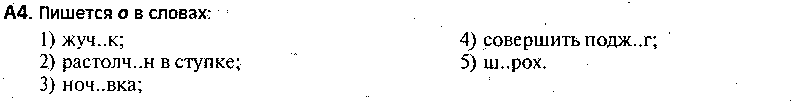 А4. Пишется о в словах:
1) жуч..к;
2) растолч..н в ступке;
3) ноч..вка;
4) совершить подж..г;
5) ш..рох.